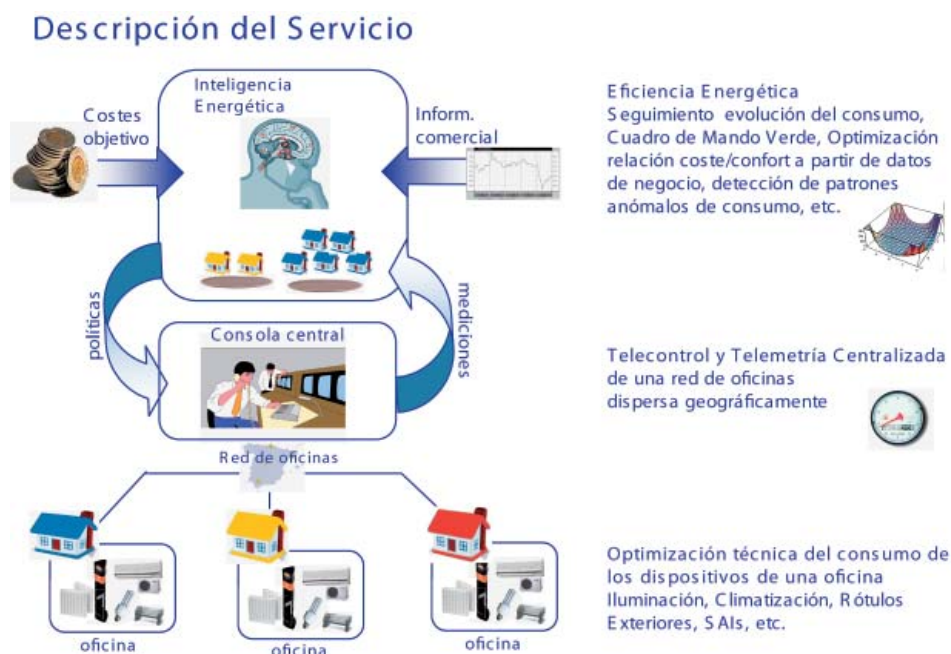 Descripción del Servicio
Inteligencia
Energética
Costes
objetivo
Inform.
comercial
políticas
mediciones
Consola central
Red de oficinas
oficina
oficina
oficina
Eficiencia Energética
Seguimiento evolución del consumo,
Cuadro de Mando Verde, Optimización
relación coste/confort a partir de datos
de negocio, detección de patrones
anómalos de consumo, etc.
Telecontrol y Telemetría Centralizada
de una red de oficinas
dispersa geográficamente
Optimización técnica del consumo de
los dispositivos de una oficina
Iluminación, Climatización, Rótulos
Exteriores, SAIs, etc.